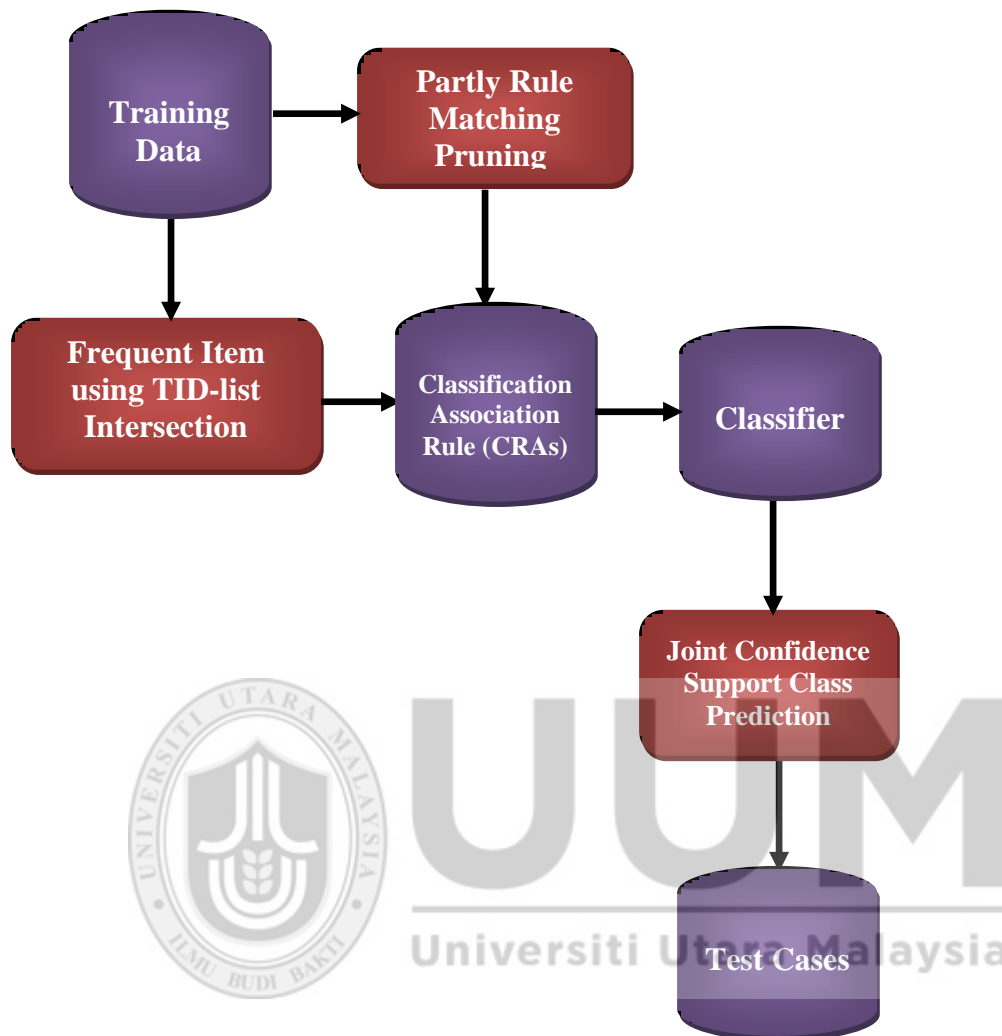 Training
Data
Partly Rule
Matching
Pruning
Frequent Item
using TID-list
Intersection
Classification
Association
Rule (CRAs)
Classifier
Joint Confidence
Support Class
Prediction
UNIVERSITI UTARA MALAYSIA
ILMU BUDI BAKTI
UUM
Universiti Utara Malaysia
Test Cases